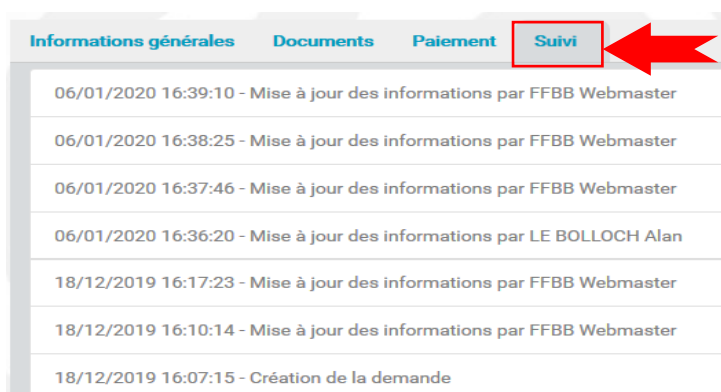 Informations générales Documents Paiement Suivi
06/01/2020 16:39:10 - Mise à jour des informations par FFBB Webmaster
06/01/2020 16:38:25 - Mise à jour des informations par FFBB Webmaster
06/01/2020 16:37:46 - Mise à jour des informations par FFBB Webmaster
06/01/2020 16:36:20 - Mise à jour des informations par LE BOLLOCH Alan
18/12/2019 16:17:23 - Mise à jour des informations par FFBB Webmaster
18/12/2019 16:10:14 - Mise à jour des informations par FFBB Webmaster
18/12/2019 16:07:15 - Création de la demande